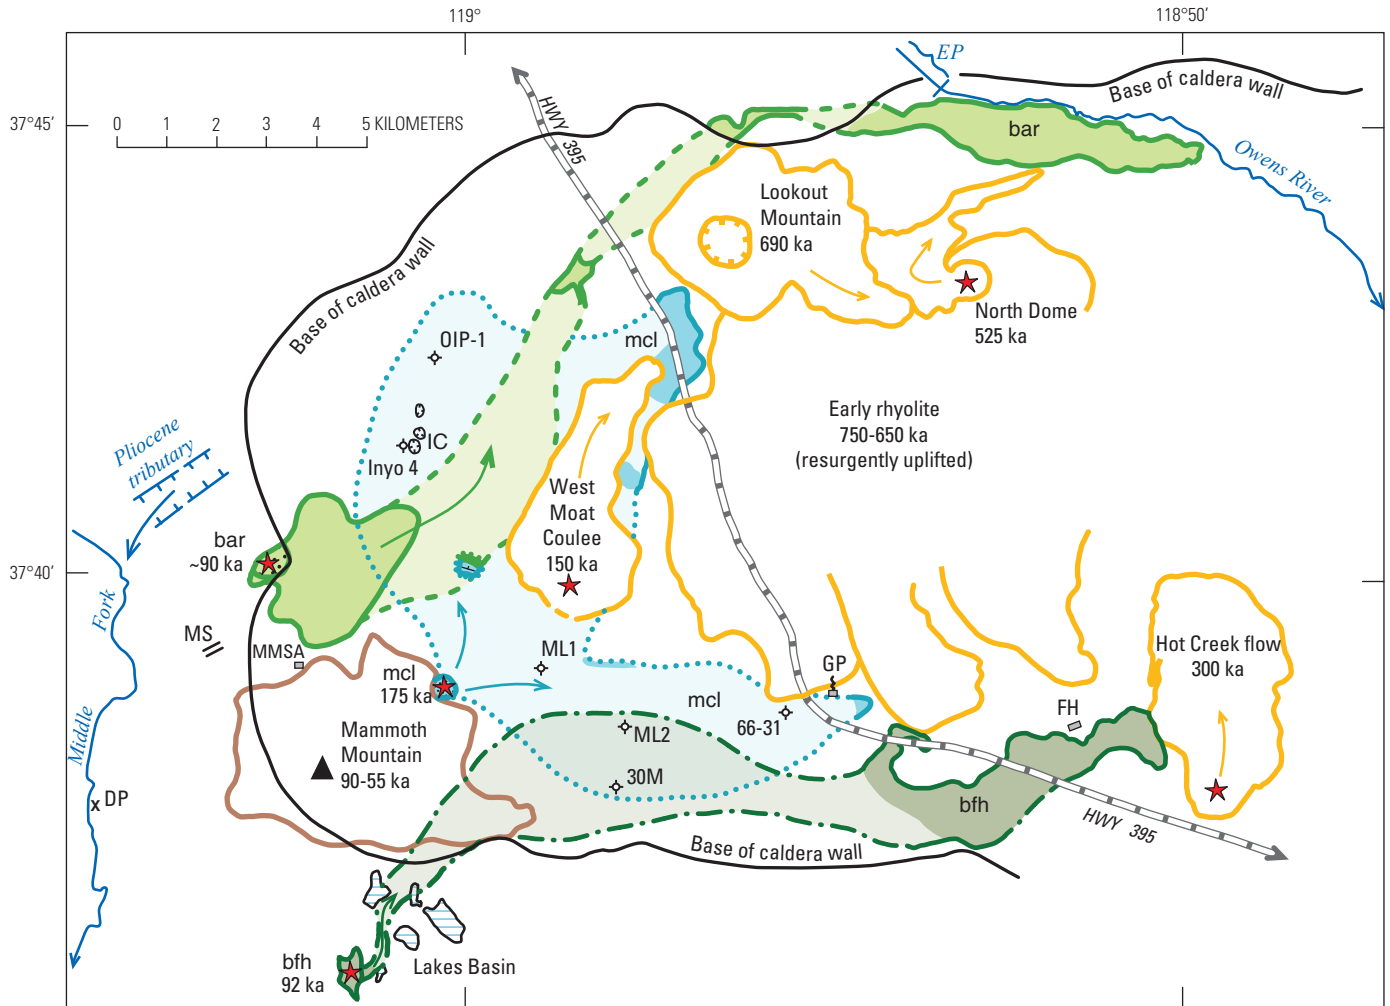 119°
118°50′
37°45′
0 1 2 3 4 5 KILOMETERS
HWY 395
EP
Base of caldera wall
bar
Owens River
Lookout
Mountain
690 ka
Base of caldera wall
North Dome
525 ka
OIP-1
mcl
IC
Inyo 4
Early rhyolite
750-650 ka
(resurgently uplifted)
Pliocene
tributary
West
Moat
Coulee
150 ka
bar
~90 ka
37°40′
Fork
MS
MMSA
ML1
mcl
175 ka
GP
Hot Creek flow
300 ka
mcl
66-31
FH
Middle
Mammoth
Mountain
90-55 ka
ML2
30M
DP
bfh
HWY 395
Base of caldera wall
bfh
92 ka
Lakes Basin